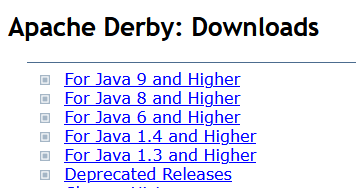 Apache Derby: Downloads
For Java 9 and Higher
For Java 8 and Higher
For Java 6 and Higher
For Java 1.4 and Higher
For Java 1.3 and Higher
Deprecated Releases